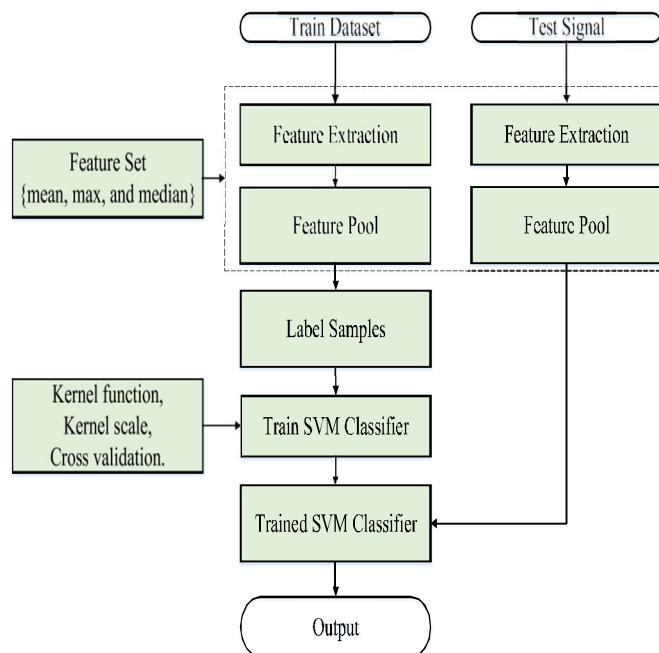 Train Dataset
Test Signal
Feature Extraction
Feature Extraction
Feature Set
{mean, max, and median}
Feature Pool
Feature Pool
Label Samples
Kernel function,
Kernel scale,
Cross validation.
Train SVM Classifier
Trained SVM Classifier
Output